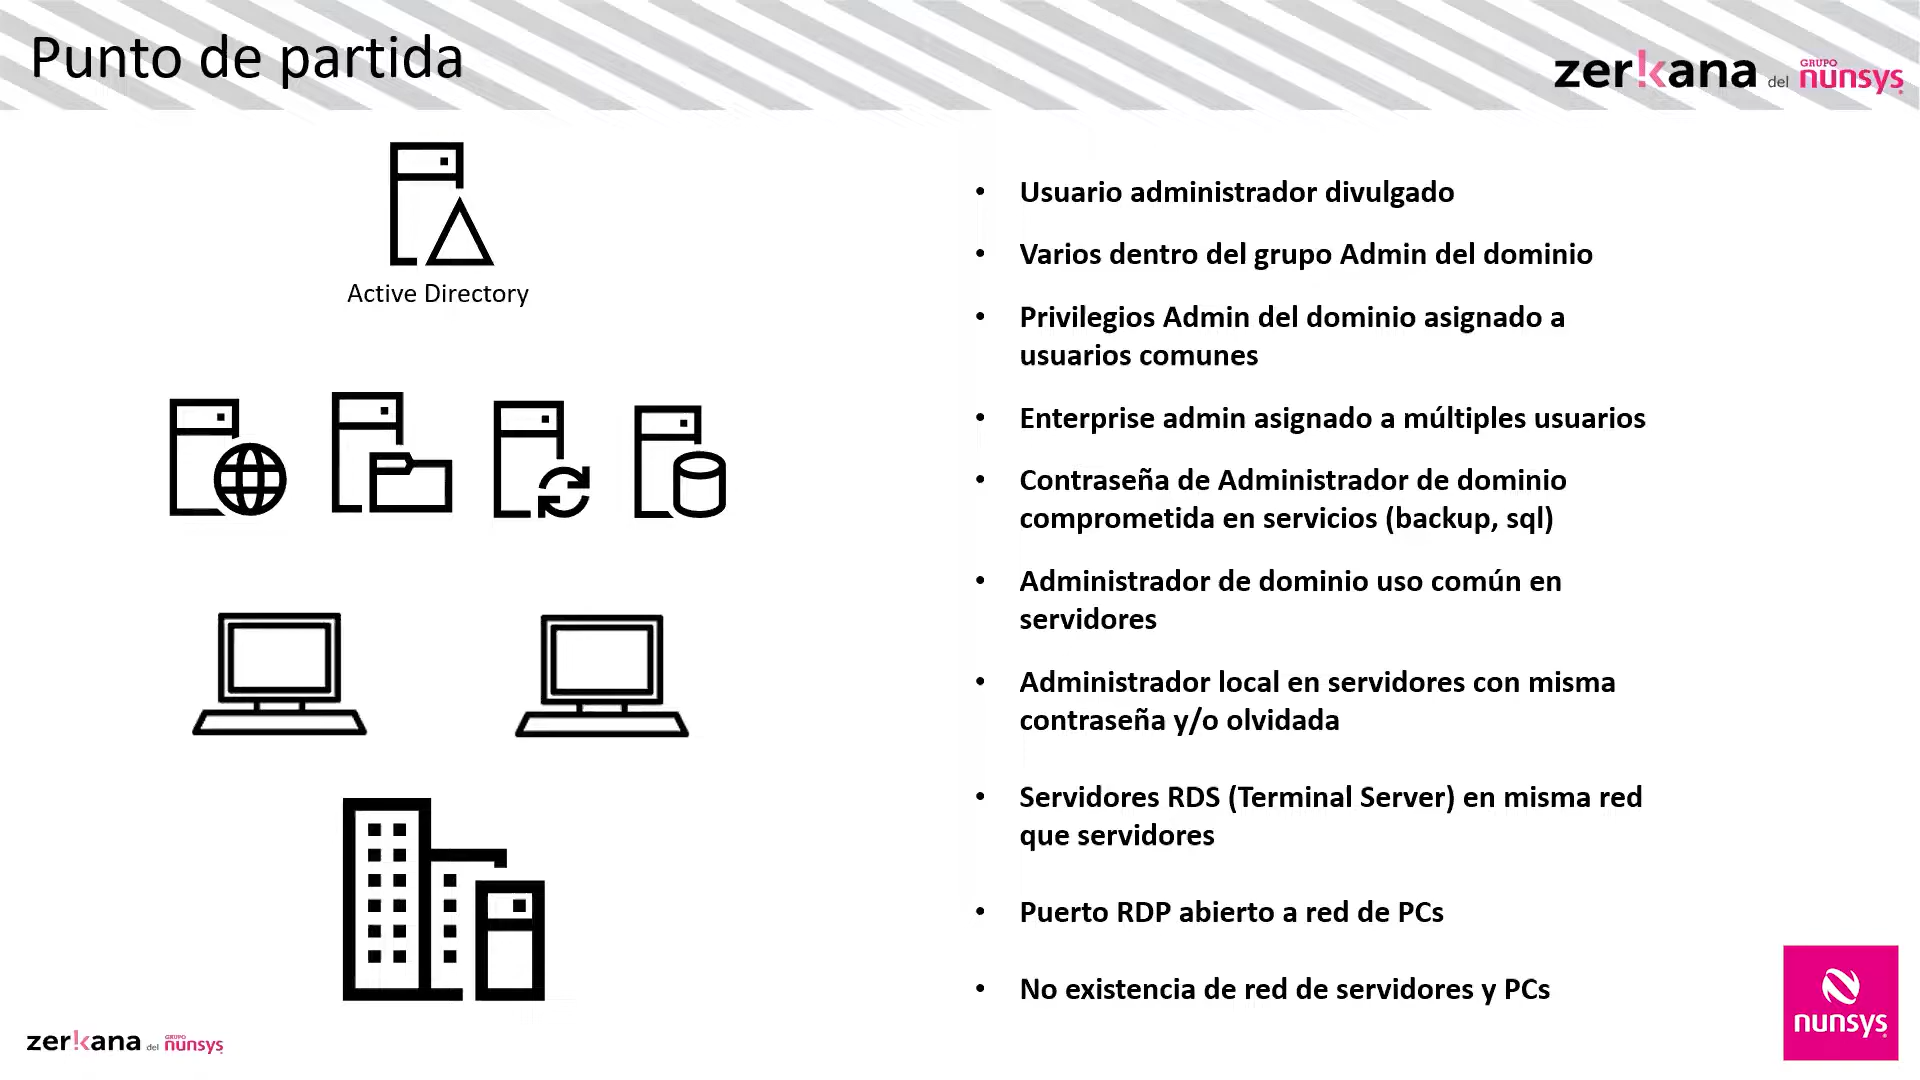 Punto de partida
zer!kana del GRUPO nunsys
Active Directory
• Usuario administrador divulgado
• Varios dentro del grupo Admin del dominio
• Privilegios Admin del dominio asignado a
usuarios comunes
• Enterprise admin asignado a múltiples usuarios
• Contraseña de Administrador de dominio
comprometida en servicios (backup, sql)
• Administrador de dominio uso común en
servidores
• Administrador local en servidores con misma
contraseña y/o olvidada
• Servidores RDS (Terminal Server) en misma red
que servidores
• Puerto RDP abierto a red de PCs
• No existencia de red de servidores y PCs
zer!kana del GRUPO nunsys
nunsys